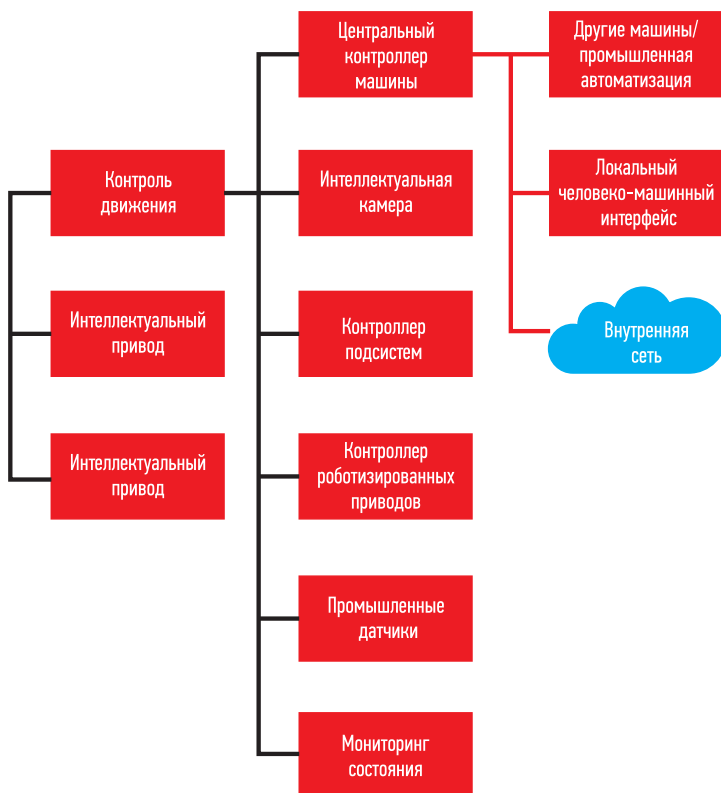 Центральный
контроллер
машины
Другие машины/
промышленная
автоматизация
Контроль
движения
Интеллектуальная
камера
Локальный
человеко-машинный
интерфейс
Интеллектуальный
привод
Контроллер
подсистем
Внутренняя
сеть
Интеллектуальный
привод
Контроллер
роботизированных
приводов
Промышленные
датчики
Мониторинг
состояния